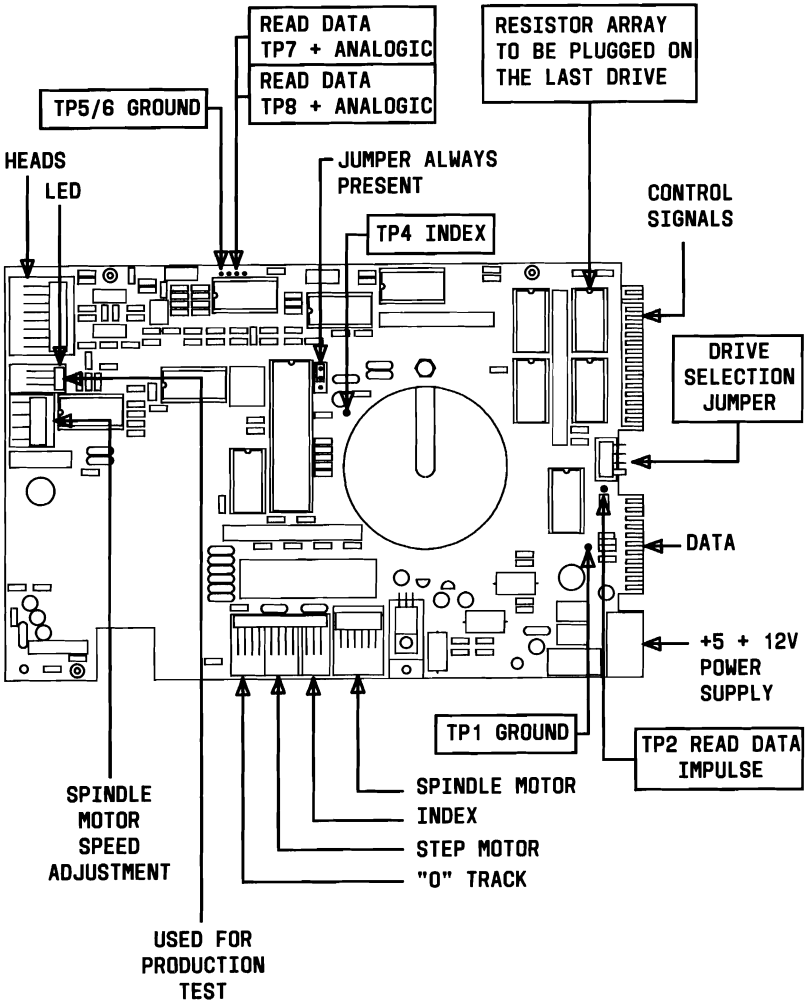 READ DATA
TP7 + ANALOGIC
READ DATA
TP8 + ANALOGIC
RESISTOR ARRAY
TO BE PLUGGED ON
THE LAST DRIVE
TP5/6 GROUND
HEADS
LED
JUMPER ALWAYS
PRESENT
TP4 INDEX
CONTROL
SIGNALS
DRIVE
SELECTION
JUMPER
DATA
+5 + 12V
POWER
SUPPLY
TP1 GROUND
TP2 READ DATA
IMPULSE
SPINDLE MOTOR
INDEX
STEP MOTOR
"0" TRACK
SPINDLE
MOTOR
SPEED
ADJUSTMENT
USED FOR
PRODUCTION
TEST